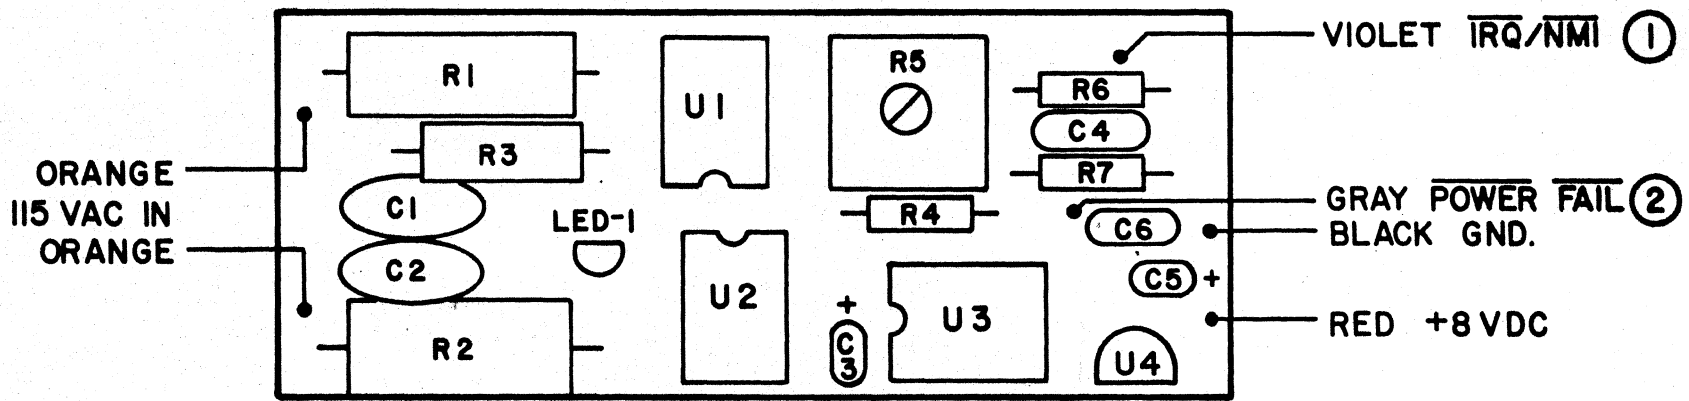 VIOLET IRQ/NMI 1
R1
U1
R5
R6
C4
R3
R7
ORANGE
115 VAC IN
ORANGE
C1
LED-1
R4
GRAY POWER FAIL 2
C6
BLACK GND.
C2
C5 +
U2
+
C3
U3
RED +8 VDC
R2
U4